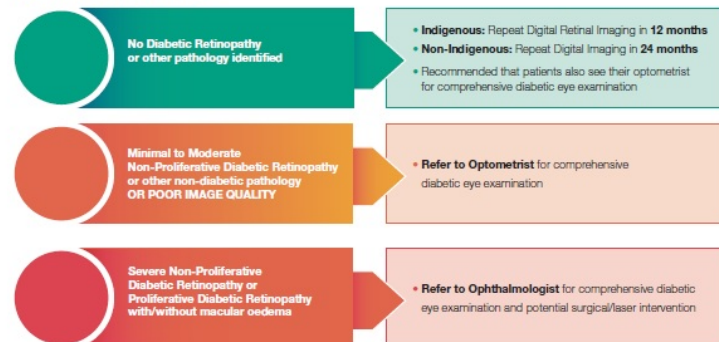 No Diabetic Retinopathy
or other pathology identified
• Indigenous: Repeat Digital Retinal Imaging in 12 months
• Non-Indigenous: Repeat Digital Imaging in 24 months
• Recommended that patients also see their optometrist
for comprehensive diabetic eye examination
Minimal to Moderate
Non-Proliferative Diabetic Retinopathy
or other non-diabetic pathology
OR POOR IMAGE QUALITY
• Refer to Optometrist for comprehensive
diabetic eye examination
Severe Non-Proliferative
Diabetic Retinopathy or
Proliferative Diabetic Retinopathy
with/without macular oedema
• Refer to Ophthalmologist for comprehensive diabetic
eye examination and potential surgical/laser intervention